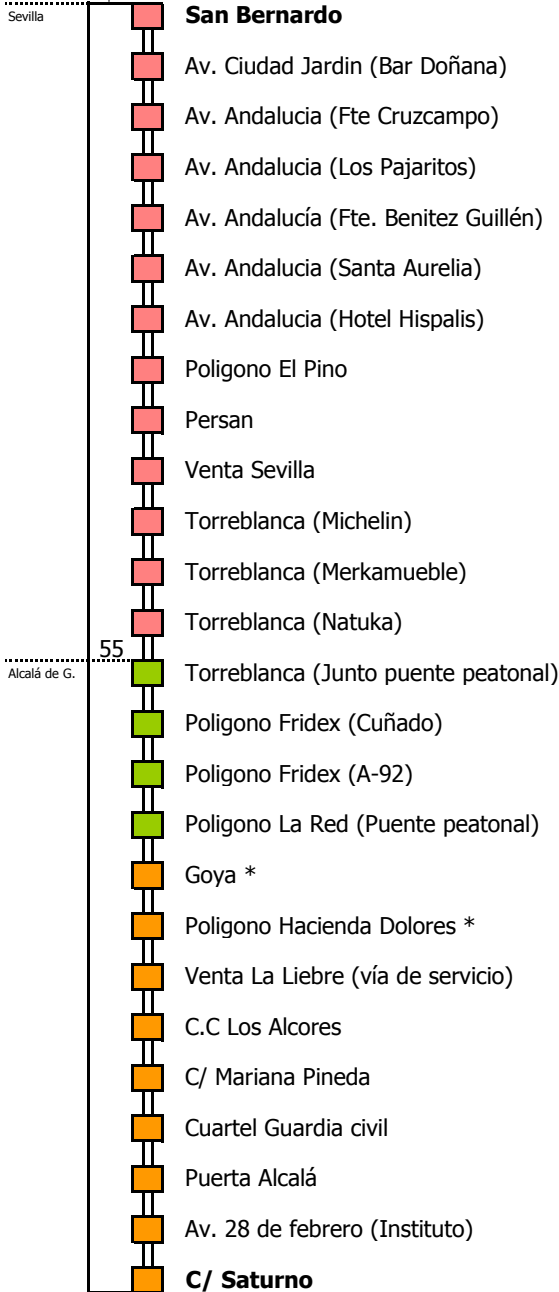 Sevilla
San Bernardo
Av. Ciudad Jardin (Bar Doñana)
Av. Andalucia (Fte Cruzcampo)
Av. Andalucia (Los Pajaritos)
Av. Andalucía (Fte. Benitez Guillén)
Av. Andalucia (Santa Aurelia)
Av. Andalucia (Hotel Hispalis)
Poligono El Pino
Persan
Venta Sevilla
Torreblanca (Michelin)
Torreblanca (Merkamueble)
Torreblanca (Natuka)
55
Alcalá de G.
Torreblanca (Junto puente peatonal)
Poligono Fridex (Cuñado)
Poligono Fridex (A-92)
Poligono La Red (Puente peatonal)
Goya *
Poligono Hacienda Dolores *
Venta La Liebre (vía de servicio)
C.C Los Alcores
C/ Mariana Pineda
Cuartel Guardia civil
Puerta Alcalá
Av. 28 de febrero (Instituto)
C/ Saturno